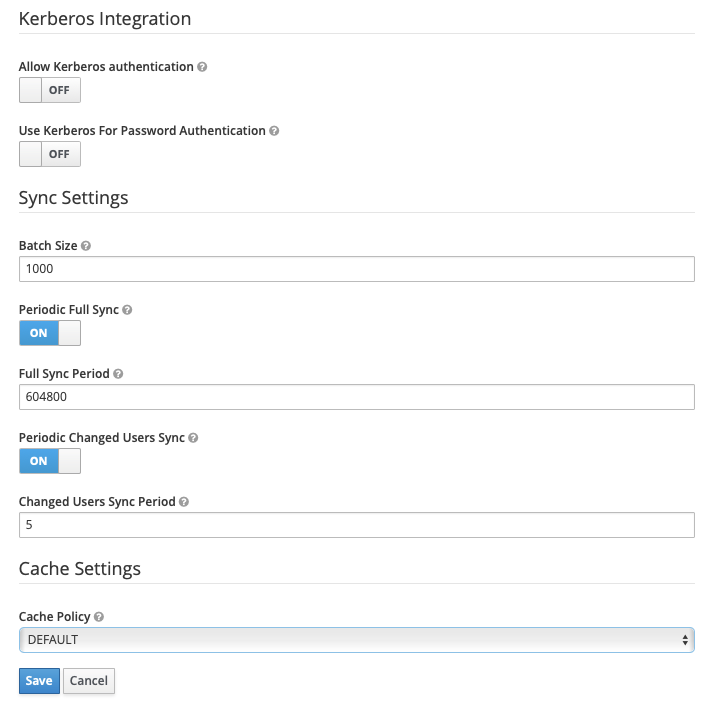 Kerberos Integration
Allow Kerberos authentication
OFF
Use Kerberos For Password Authentication
OFF
Sync Settings
Batch Size
1000
Periodic Full Sync
ON
Full Sync Period
604800
Periodic Changed Users Sync
ON
Changed Users Sync Period
5
Cache Settings
Cache Policy
DEFAULT
Save Cancel